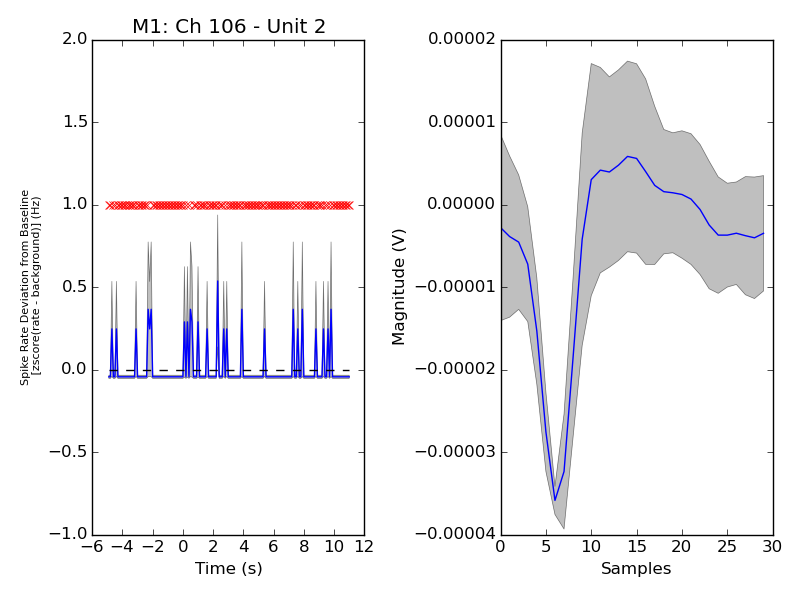 M1: Ch 106 - Unit 2
2.0
1.5
1.0
0.5
0.0
−0.5
−1.0
−6 −4 −2 0 2 4 6 8 10 12
Time (s)
Spike Rate Deviation from Baseline
[zscore(rate - background)] (Hz)
0.00002
0.00001
0.00000
−0.00001
−0.00002
−0.00003
−0.00004
0 5 10 15 20 25 30
Samples
Magnitude (V)